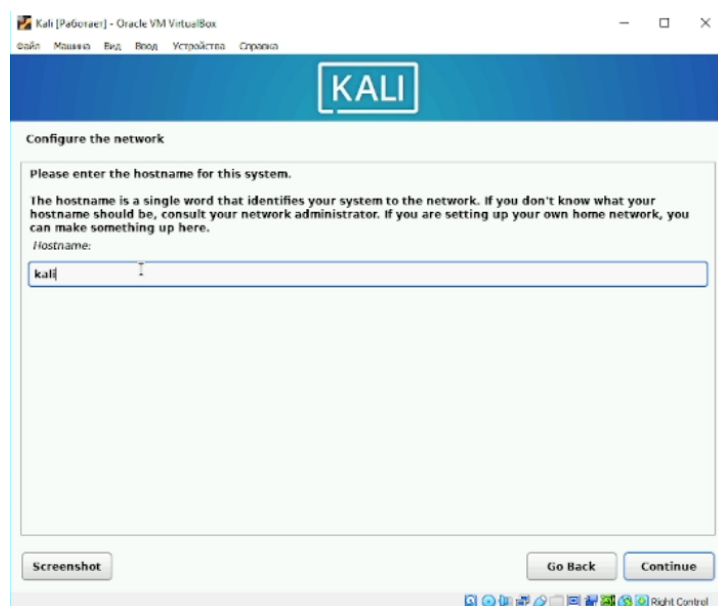 Kali [Работает] - Oracle VM VirtualBox
Файл Машина Вид Ввод Устройства Справка
KALI
Configure the network
Please enter the hostname for this system.
The hostname is a single word that identifies your system to the network. If you don't know what your
hostname should be, consult your network administrator. If you are setting up your own home network, you
can make something up here.
Hostname:
kali
Screenshot Go Back Continue
Right Control